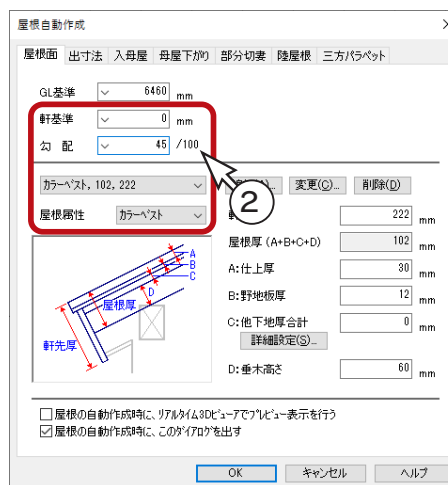 屋根自動作成
屋根面 出寸法 入母屋 母屋下がり 部分切妻 陸屋根 三方パラペット
GL基準 6460 mm
軒基準 0 mm
勾 配 45 /100
カラーベスト, 102, 222 変更(C)... 削除(D)
2
屋根属性 カラーベスト 222 mm
屋根厚 (A+B+C+D) 102 mm
A:仕上厚 30 mm
B:野地板厚 12 mm
C:他下地厚合計 0 mm
詳細設定(S)...
D:垂木高さ 60 mm
A
B
C
D
屋根厚
軒先厚
屋根の自動作成時に、リアルタイム3Dビューアでプレビュー表示を行う
屋根の自動作成時に、このダイアログを出す
OK キャンセル ヘルプ